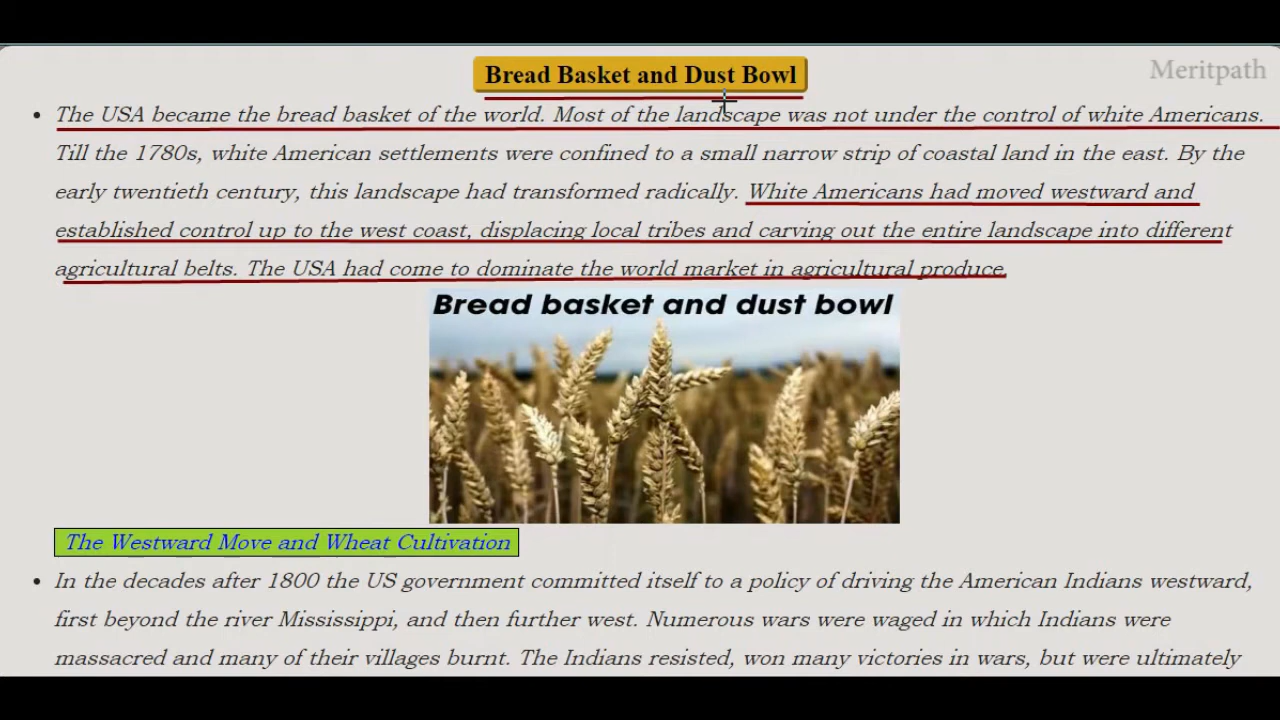 Bread Basket and Dust Bowl
Meritpath
• The USA became the bread basket of the world. Most of the landscape was not under the control of white Americans.
Till the 1780s, white American settlements were confined to a small narrow strip of coastal land in the east. By the
early twentieth century, this landscape had transformed radically. White Americans had moved westward and
established control up to the west coast, displacing local tribes and carving out the entire landscape into different
agricultural belts. The USA had come to dominate the world market in agricultural produce.
Bread basket and dust bowl
The Westward Move and Wheat Cultivation
• In the decades after 1800 the US government committed itself to a policy of driving the American Indians westward,
first beyond the river Mississippi, and then further west. Numerous wars were waged in which Indians were
massacred and many of their villages burnt. The Indians resisted, won many victories in wars, but were ultimately